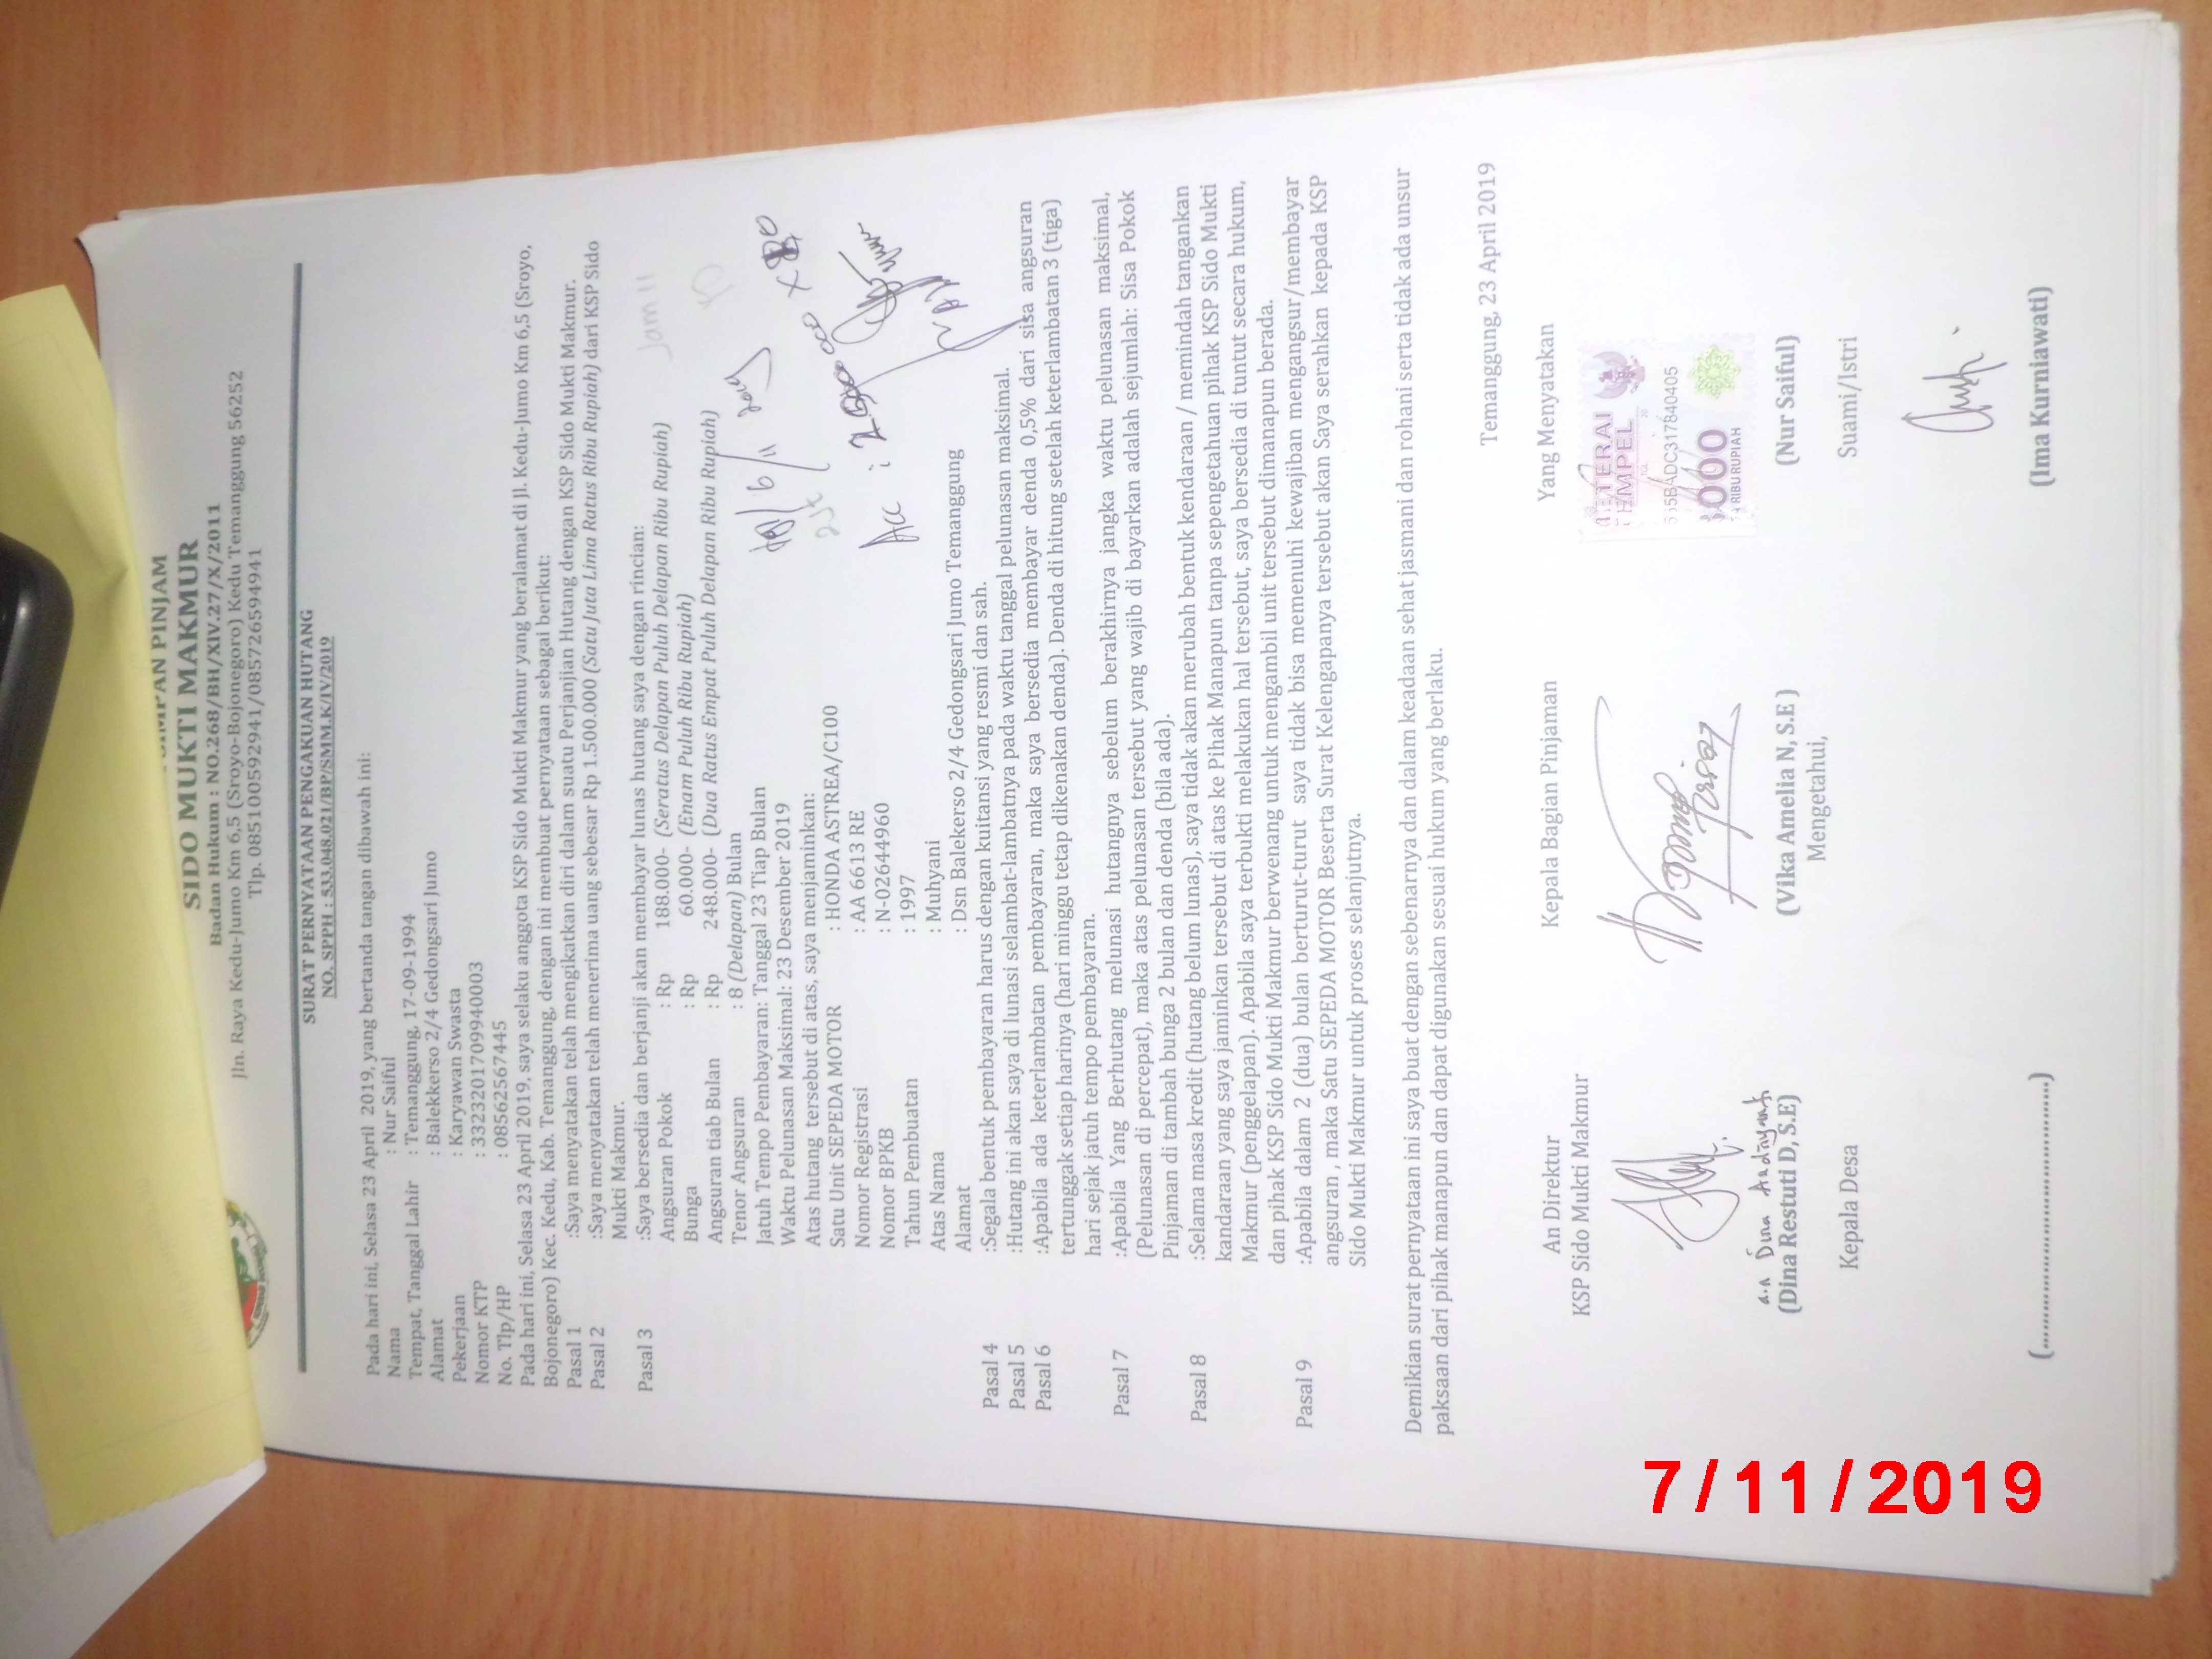 SIMPAN PINJAM
SIDO MUKTI MAKMUR
Badan Hukum : NO.268/BH/XIV.27/X/2011
Jln. Raya Kedu-Jumo Km 6,5 (Sroyo-Bojonegoro) Kedu Temanggung 56252
Tlp. 085100592941/085726594941
SURAT PERNYATAAN PENGAKUAN HUTANG
NO. SPPH : 533.048.021/BP/SMM.K/IV/2019
Pada hari ini, Selasa 23 April 2019, yang bertanda tangan dibawah ini:
Nama : Nur Saiful
Tempat, Tanggal Lahir : Temanggung, 17-09-1994
Alamat : Balekkerso 2/4 Gedongsari Jumo
Pekerjaan : Karyawan Swasta
Nomor KTP : 3323201709940003
No. Tlp/HP : 085625567445
Pada hari ini, Selasa 23 April 2019, saya selaku anggota KSP Sido Mukti Makmur yang beralamat di Jl. Kedu-Jumo Km 6,5 (Sroyo,
Bojonegoro) Kec. Kedu, Kab. Temanggung, dengan ini membuat pernyataan sebagai berikut:
Pasal 1 :Saya menyatakan telah mengikatkan diri dalam suatu Perjanjian Hutang dengan KSP Sido Mukti Makmur.
Pasal 2 :Saya menyatakan telah menerima uang sebesar Rp 1.500.000 (Satu Juta Lima Ratus Ribu Rupiah) dari KSP Sido
Mukti Makmur.
Pasal 3 :Saya bersedia dan berjanji akan membayar lunas hutang saya dengan rincian:
Angsuran Pokok : Rp 188.000- (Seratus Delapan Puluh Delapan Ribu Rupiah)
Jam 11
Bunga : Rp 60.000- (Enam Puluh Ribu Rupiah)
Angsuran tiab Bulan : Rp 248.000- (Dua Ratus Empat Puluh Delapan Ribu Rupiah)
Tenor Angsuran : 8 (Delapan) Bulan
Jatuh Tempo Pembayaran: Tanggal 23 Tiap Bulan
6/11 2019
Waktu Pelunasan Maksimal: 23 Desember 2019
Atas hutang tersebut di atas, saya menjaminkan:
2Jt
Satu Unit SEPEDA MOTOR : HONDA ASTREA/C100
Nomor Registrasi : AA 6613 RE
Acc :
Nomor BPKB : N-02644960
Tahun Pembuatan : 1997
Atas Nama : Muhyani
Alamat : Dsn Balekerso 2/4 Gedongsari Jumo Temanggung
Pasal 4 :Segala bentuk pembayaran harus dengan kuitansi yang resmi dan sah.
Pasal 5 :Hutang ini akan saya di lunasi selambat-lambatnya pada waktu tanggal pelunasan maksimal.
Pasal 6 :Apabila ada keterlambatan pembayaran, maka saya bersedia membayar denda 0,5% dari sisa angsuran
tertunggak setiap harinya (hari minggu tetap dikenakan denda). Denda di hitung setelah keterlambatan 3 (tiga)
hari sejak jatuh tempo pembayaran.
Pasal 7 :Apabila Yang Berhutang melunasi hutangnya sebelum berakhirnya jangka waktu pelunasan maksimal,
(Pelunasan di percepat), maka atas pelunasan tersebut yang wajib di bayarkan adalah sejumlah: Sisa Pokok
Pinjaman di tambah bunga 2 bulan dan denda (bila ada).
Pasal 8 :Selama masa kredit (hutang belum lunas), saya tidak akan merubah bentuk kendaraan / memindah tangankan
kandaraan yang saya jaminkan tersebut di atas ke Pihak Manapun tanpa sepengetahuan pihak KSP Sido Mukti
Makmur (penggelapan). Apabila saya terbukti melakukan hal tersebut, saya bersedia di tuntut secara hukum,
dan pihak KSP Sido Mukti Makmur berwenang untuk mengambil unit tersebut dimanapun berada.
Pasal 9 :Apabila dalam 2 (dua) bulan berturut-turut saya tidak bisa memenuhi kewajiban mengangsur/membayar
angsuran , maka Satu SEPEDA MOTOR Beserta Surat Kelengapanya tersebut akan Saya serahkan kepada KSP
Sido Mukti Makmur untuk proses selanjutnya.
Demikian surat pernyataan ini saya buat dengan sebenarnya dan dalam keadaan sehat jasmani dan rohani serta tidak ada unsur
paksaan dari pihak manapun dan dapat digunakan sesuai hukum yang berlaku.
Temanggung, 23 April 2019
An Direktur Kepala Bagian Pinjaman Yang Menyatakan
KSP Sido Mukti Makmur
METERAI
TEMPEL
000
RIBU RUPIAH
(Dina Restuti D, S.E) (Vika Amelia N, S.E) (Nur Saiful)
Mengetahui,
Kepala Desa Suami/Istri
(................................................) (Ima Kurniawati)
7/11/2019